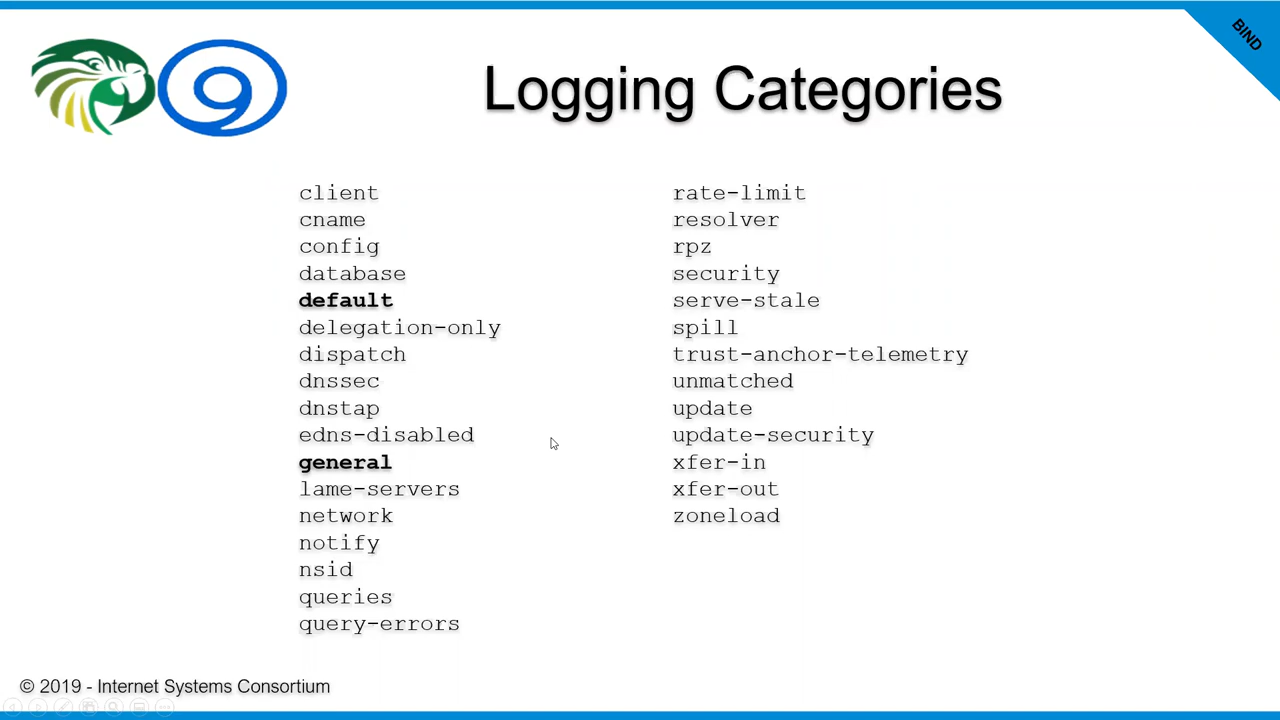 BIND
9
Logging Categories
client
cname
config
database
default
delegation-only
dispatch
dnssec
dnstap
edns-disabled
general
lame-servers
network
notify
nsid
queries
query-errors
rate-limit
resolver
rpz
security
serve-stale
spill
trust-anchor-telemetry
unmatched
update
update-security
xfer-in
xfer-out
zoneload
© 2019 - Internet Systems Consortium